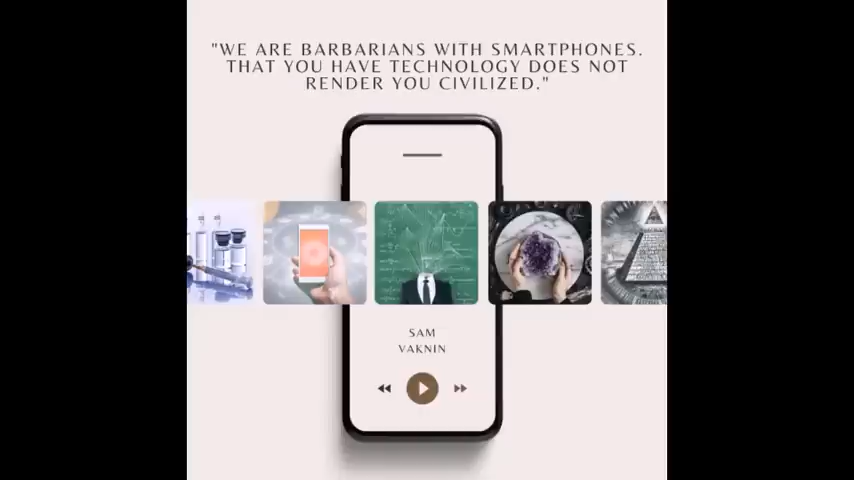 "WE ARE BARBARIANS WITH SMARTPHONES.
THAT YOU HAVE TECHNOLOGY DOES NOT
RENDER YOU CIVILIZED."
SAM
VAKNIN